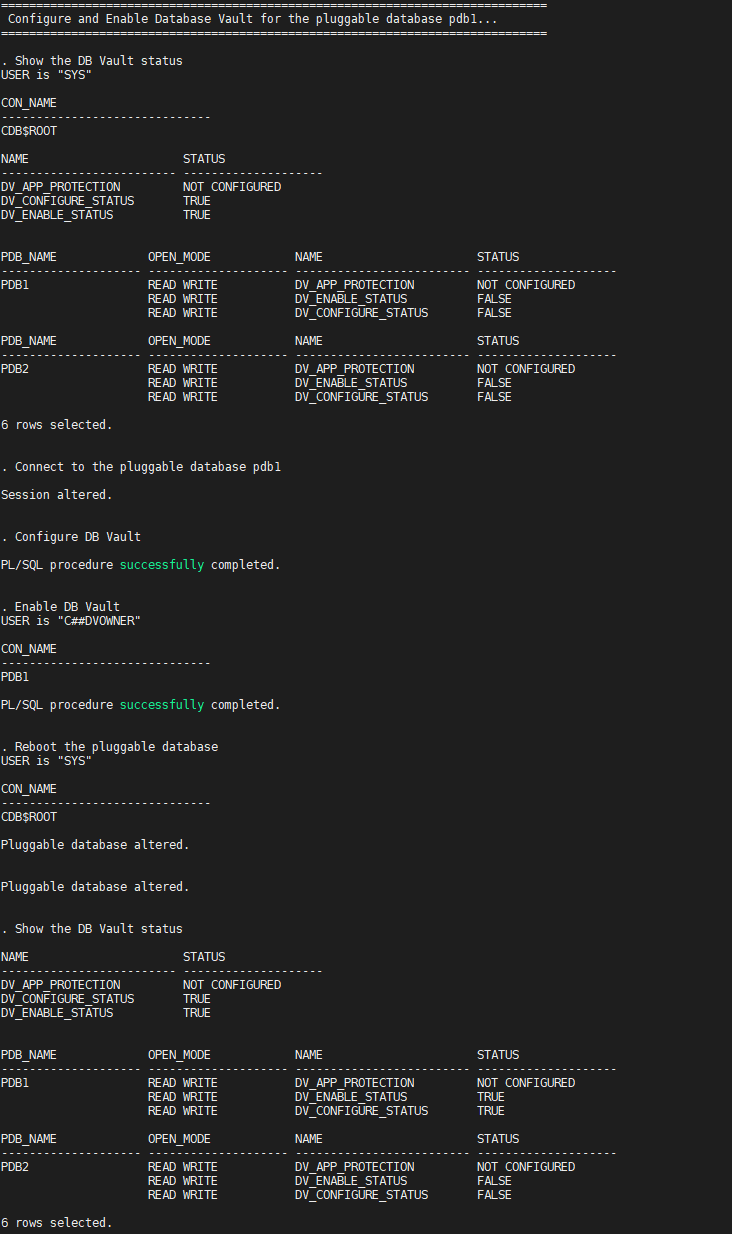 ==============================================================================
 Configure and Enable Database Vault for the pluggable database pdb1...
==============================================================================

. Show the DB Vault status
USER is "SYS"

CON_NAME
------------------------------
CDB$ROOT

NAME                      STATUS
------------------------- --------------------
DV_APP_PROTECTION         NOT CONFIGURED
DV_CONFIGURE_STATUS       TRUE
DV_ENABLE_STATUS          TRUE


PDB_NAME             OPEN_MODE            NAME                      STATUS
-------------------- -------------------- ------------------------- --------------------
PDB1                 READ WRITE           DV_APP_PROTECTION         NOT CONFIGURED
                     READ WRITE           DV_ENABLE_STATUS          FALSE
                     READ WRITE           DV_CONFIGURE_STATUS       FALSE

PDB_NAME             OPEN_MODE            NAME                      STATUS
-------------------- -------------------- ------------------------- --------------------
PDB2                 READ WRITE           DV_APP_PROTECTION         NOT CONFIGURED
                     READ WRITE           DV_ENABLE_STATUS          FALSE
                     READ WRITE           DV_CONFIGURE_STATUS       FALSE

6 rows selected.


. Connect to the pluggable database pdb1

Session altered.


. Configure DB Vault

PL/SQL procedure successfully completed.


. Enable DB Vault
USER is "C##DVOWNER"

CON_NAME
------------------------------
PDB1

PL/SQL procedure successfully completed.


. Reboot the pluggable database
USER is "SYS"

CON_NAME
------------------------------
CDB$ROOT

Pluggable database altered.


Pluggable database altered.


. Show the DB Vault status

NAME                      STATUS
------------------------- --------------------
DV_APP_PROTECTION         NOT CONFIGURED
DV_CONFIGURE_STATUS       TRUE
DV_ENABLE_STATUS          TRUE


PDB_NAME             OPEN_MODE            NAME                      STATUS
-------------------- -------------------- ------------------------- --------------------
PDB1                 READ WRITE           DV_APP_PROTECTION         NOT CONFIGURED
                     READ WRITE           DV_ENABLE_STATUS          TRUE
                     READ WRITE           DV_CONFIGURE_STATUS       TRUE

PDB_NAME             OPEN_MODE            NAME                      STATUS
-------------------- -------------------- ------------------------- --------------------
PDB2                 READ WRITE           DV_APP_PROTECTION         NOT CONFIGURED
                     READ WRITE           DV_ENABLE_STATUS          FALSE
                     READ WRITE           DV_CONFIGURE_STATUS       FALSE

6 rows selected.